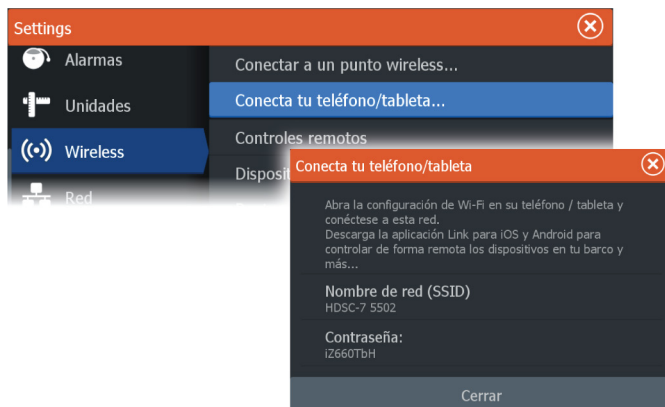 Settings
Alarmas
Unidades
Wireless
Red
Conectar a un punto wireless...
Conecta tu teléfono/tableta...
Controles remotos
Disposit
Conecta tu teléfono/tableta
Abra la configuración de Wi-Fi en su teléfono / tableta y
conéctese a esta red.
Descarga la aplicación Link para iOS y Android para
controlar de forma remota los dispositivos en tu barco y
más...
Nombre de red (SSID)
HDSC-7 5502
Contraseña:
iZ660TbH
Cerrar